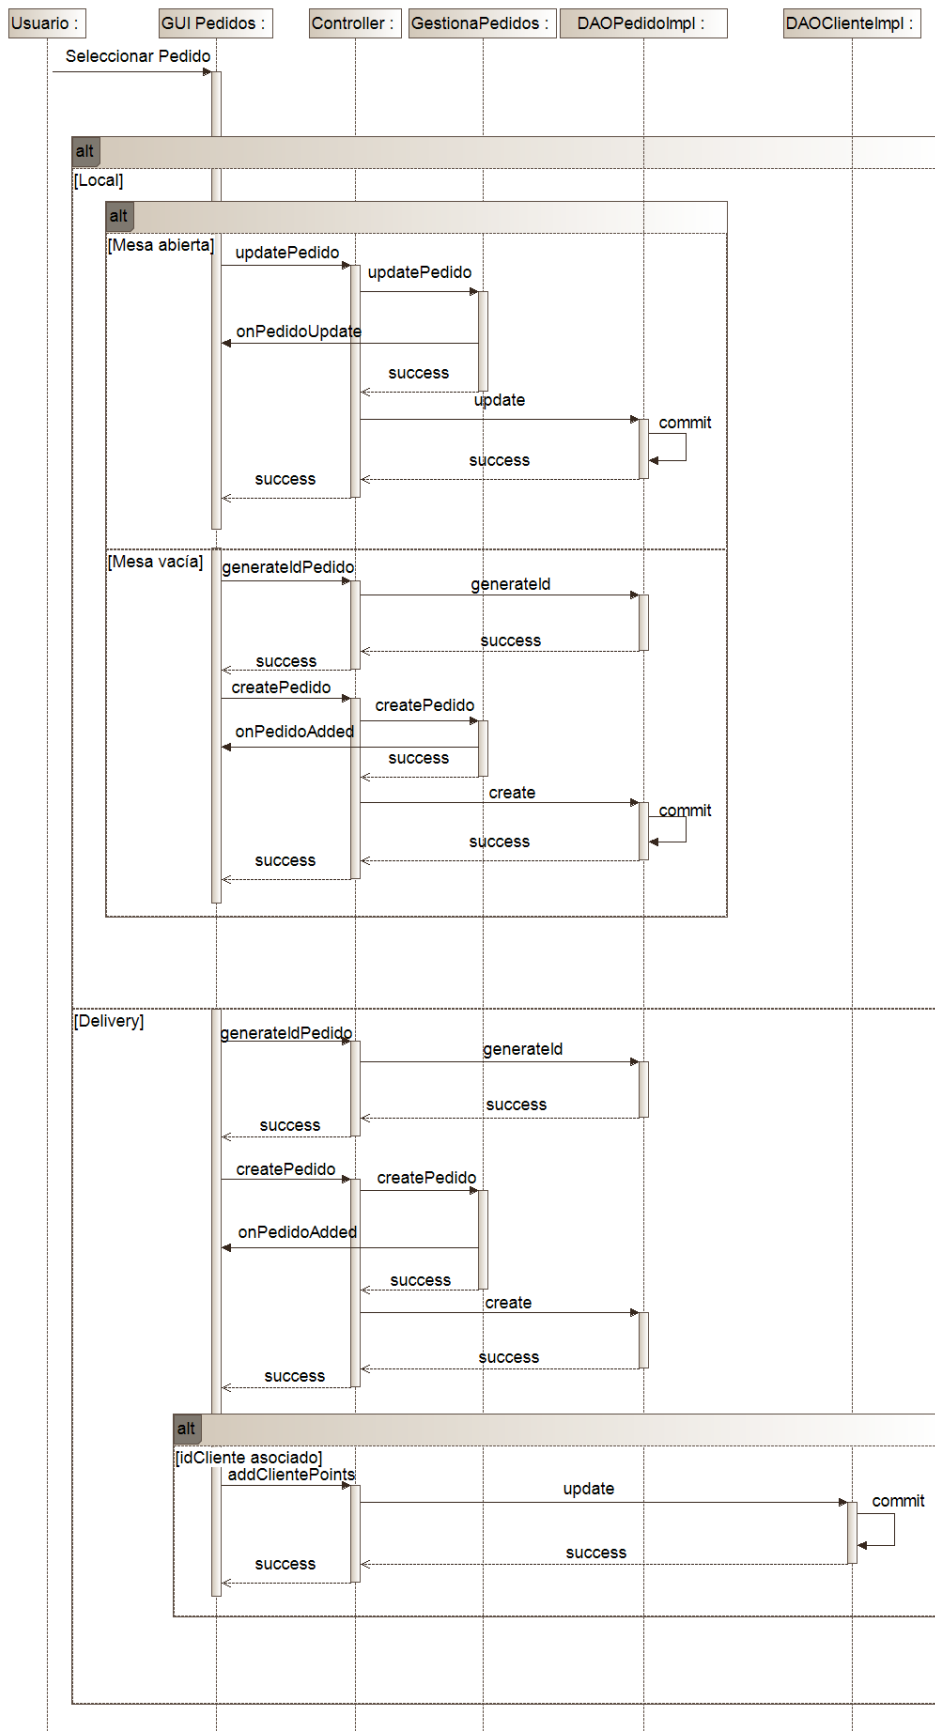 Usuario :
GUI Pedidos :
Controller :
GestionaPedidos :
DAOPedidoImpl :
DAOClienteImpl :
Seleccionar Pedido
alt
[Local]
alt
[Mesa abierta]
updatePedido
updatePedido
onPedidoUpdate
success
update
commit
success
success
[Mesa vacía]
generateIdPedido
generateId
success
success
createPedido
createPedido
onPedidoAdded
success
create
commit
success
success
[Delivery]
generateIdPedido
generateId
success
success
createPedido
createPedido
onPedidoAdded
success
create
success
success
alt
[idCliente asociado]
addClientePoints
update
commit
success
success